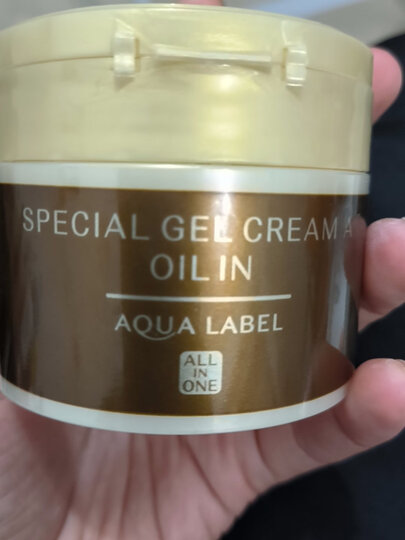 SPECIAL GEL CREAM A
OIL IN
AQUA LABEL
ALL
IN
ONE